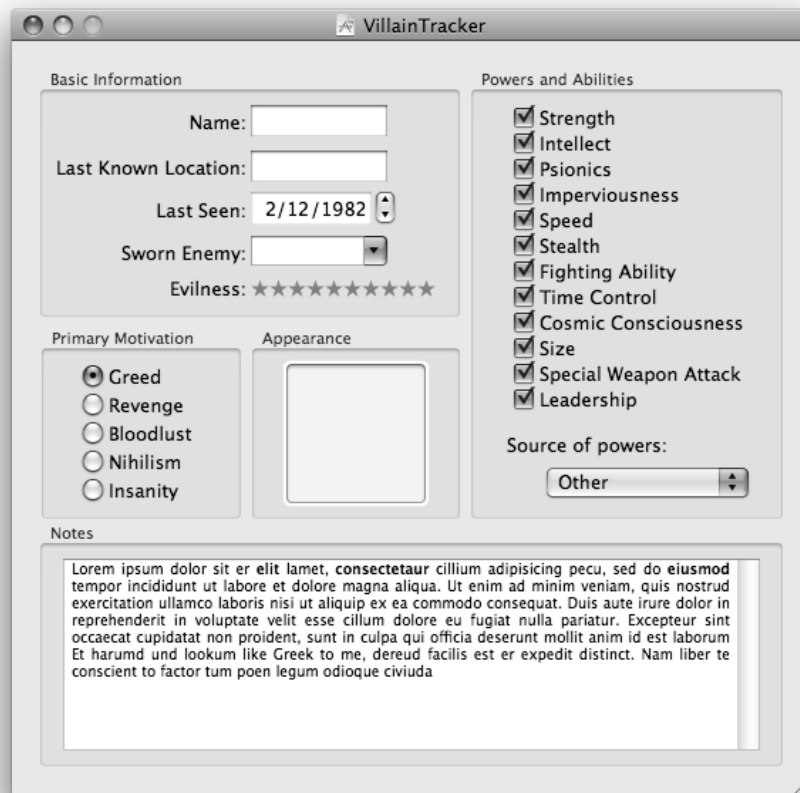 VillainTracker
Basic Information
Name:
Last Known Location:
Last Seen: 2/12/1982
Sworn Enemy:
Evilness: ★★★★★★★★★★
Primary Motivation
Greed
Revenge
Bloodlust
Nihilism
Insanity
Appearance
Powers and Abilities
Strength
Intellect
Psionics
Imperviousness
Speed
Stealth
Fighting Ability
Time Control
Cosmic Consciousness
Size
Special Weapon Attack
Leadership
Source of powers:
Other
Notes
Lorem ipsum dolor sit er elit lamet, consectetaur cillium adipisicing pecu, sed do eiusmod
tempor incididunt ut labore et dolore magna aliqua. Ut enim ad minim veniam, quis nostrud
exercitation ullamco laboris nisi ut aliquip ex ea commodo consequat. Duis aute irure dolor in
reprehenderit in voluptate velit esse cillum dolore eu fugiat nulla pariatur. Excepteur sint
occaecat cupidatat non proident, sunt in culpa qui officia deserunt mollit anim id est laborum
Et harumd und lookum like Greek to me, dereud facilis est er expedit distinct. Nam liber te
conscient to factor tum poen legum odioque civiuda